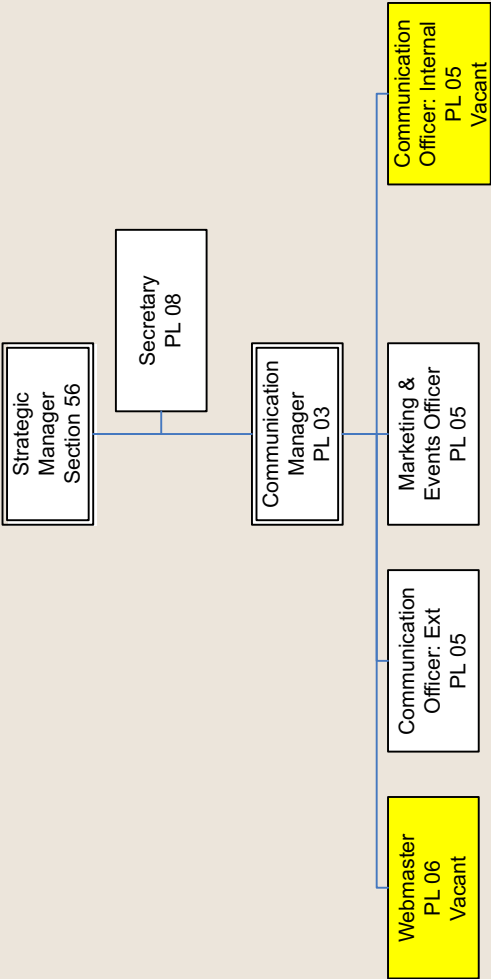 Strategic
Manager
Section 56
Secretary
PL 08
Communication
Manager
PL 03
Webmaster
PL 06
Vacant
Communication
Officer: Ext
PL 05
Marketing &
Events Officer
PL 05
Communication
Officer: Internal
PL 05
Vacant